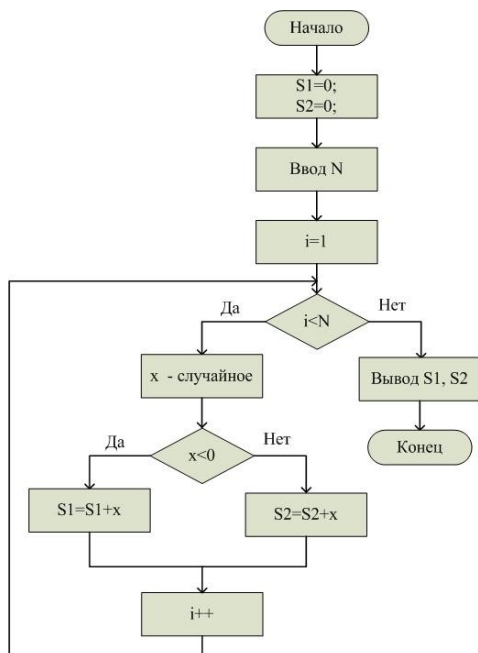 Начало
S1=0;
S2=0;
Ввод N
i=1
Да
Нет
i<N
x - случайное
Вывод S1, S2
Да
Нет
x<0
Конец
S1=S1+x
S2=S2+x
i++